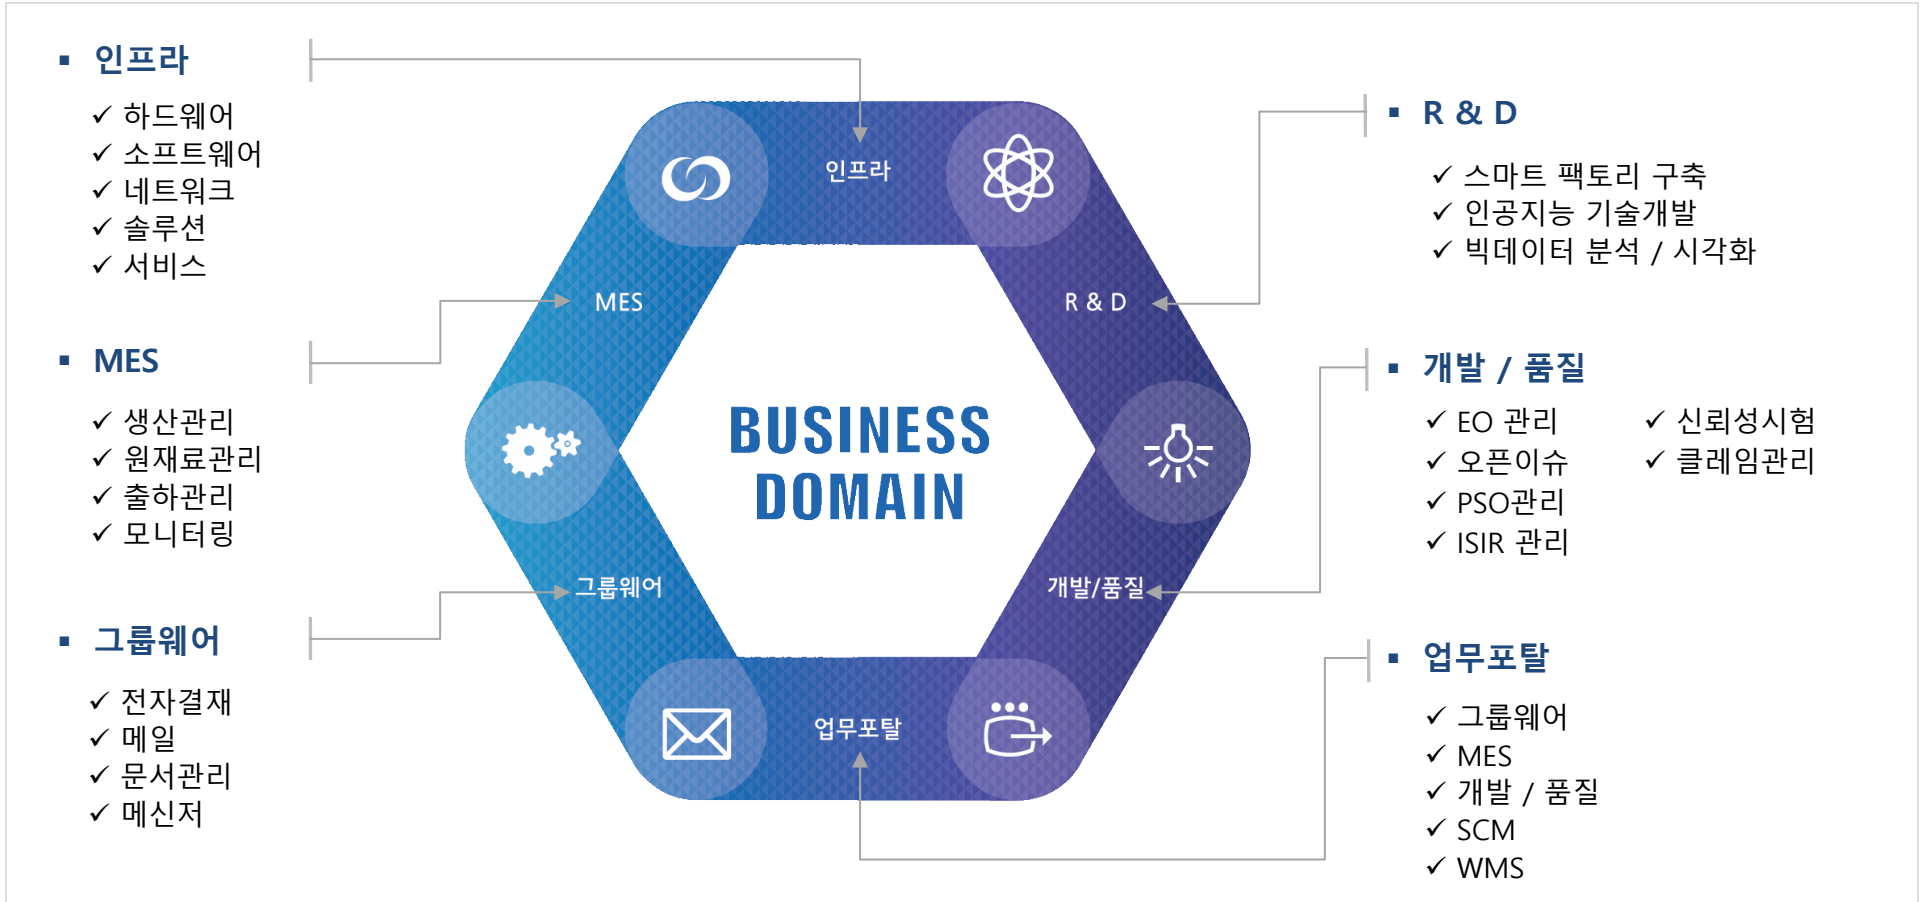 인프라
하드웨어
소프트웨어
네트워크
솔루션
서비스
MES
생산관리
원재료관리
출하관리
모니터링
그룹웨어
전자결재
메일
문서관리
메신저
인프라
MES
R & D
BUSINESS
DOMAIN
그룹웨어
개발/품질
업무포탈
R & D
스마트 팩토리 구축
인공지능 기술개발
빅데이터 분석 / 시각화
개발 / 품질
EO 관리
오픈이슈
PSO관리
ISIR 관리
신뢰성시험
클레임관리
업무포탈
그룹웨어
MES
개발 / 품질
SCM
WMS